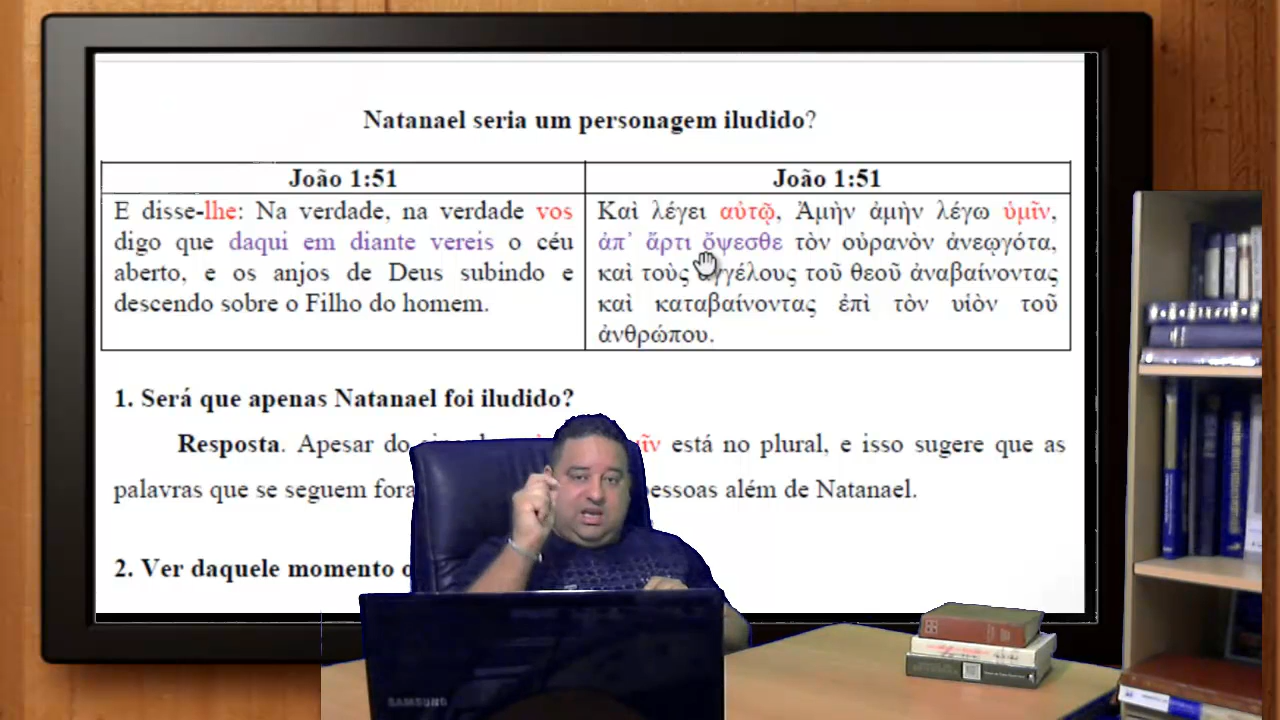 Natanael seria um personagem iludido?
João 1:51
E disse-lhe: Na verdade, na verdade vos
digo que daqui em diante vereis o céu
aberto, e os anjos de Deus subindo e
descendo sobre o Filho do homem.
João 1:51
Καὶ λέγει αὐτῷ, Ἀμὴν ἀμὴν λέγω ὑμῖν,
ἀπ’ ἄρτι ὄψεσθε τὸν οὐρανὸν ἀνεῳγότα,
καὶ τοὺς ἀγγέλους τοῦ θεοῦ ἀναβαίνοντας
καὶ καταβαίνοντας ἐπὶ τὸν υἱὸν τοῦ
ἀνθρώπου.
1. Será que apenas Natanael foi iludido?
Resposta. Apesar do está no plural, e isso sugere que as
palavras que se seguem pessoas além de Natanael.
2. Ver daquele momento
SAMSUNG